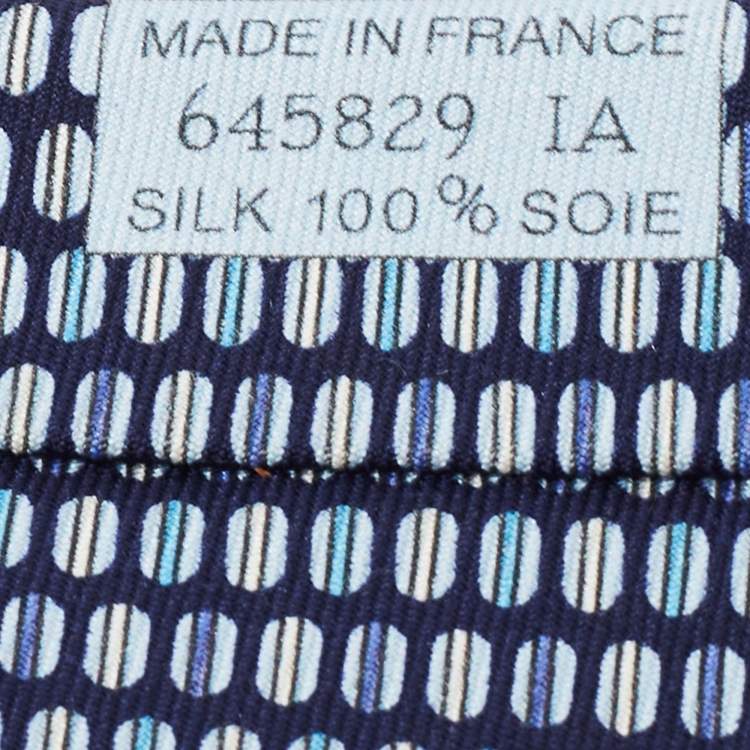 MADE IN FRANCE
645829 IA
SILK 100% SOIE